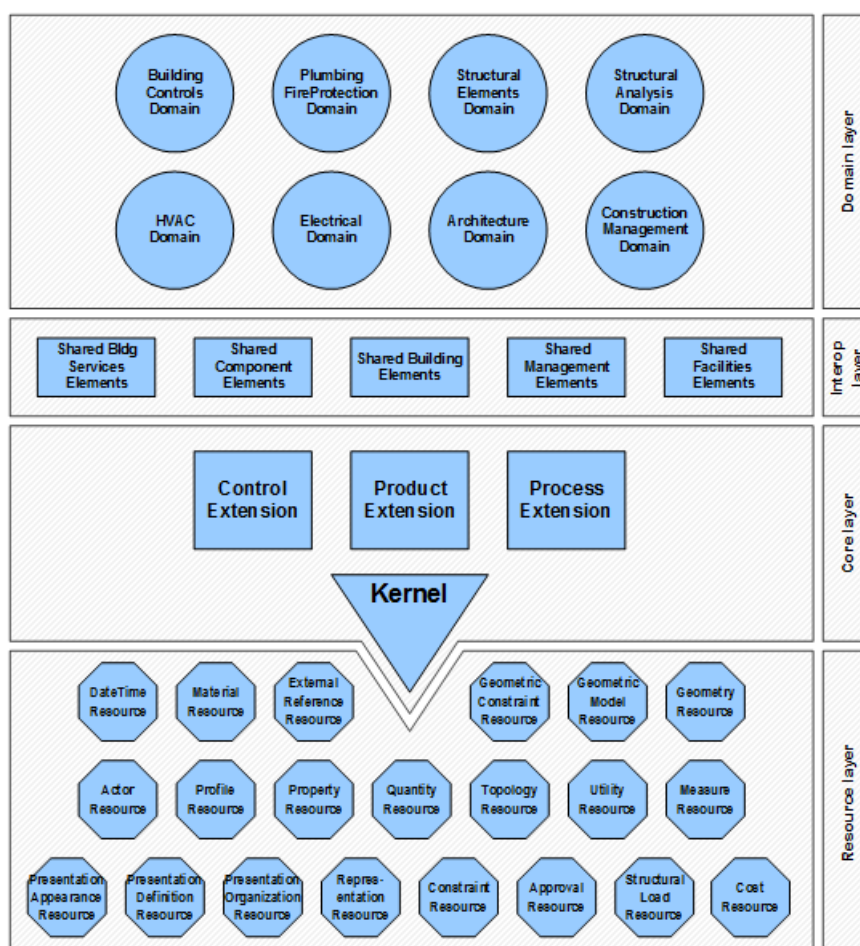 Building
Controls
Domain
Plumbing
FireProtection
Domain
Structural
Elements
Domain
Structural
Analysis
Domain
HVAC
Domain
Electrical
Domain
Architecture
Domain
Construction
Management
Domain
Domain layer
Shared Bldg
Services
Elements
Shared
Component
Elements
Shared Building
Elements
Shared
Management
Elements
Shared
Facilities
Elements
Interop
layer
Control
Extension
Product
Extension
Process
Extension
Kernel
Core layer
DateTime
Resource
Material
Resource
External
Reference
Resource
Geometric
Constraint
Resource
Geometric
Model
Resource
Geometry
Resource
Actor
Resource
Profile
Resource
Property
Resource
Quantity
Resource
Topology
Resource
Utility
Resource
Measure
Resource
Presentation
Appearance
Resource
Presentation
Definition
Resource
Presentation
Organization
Resource
Repres-
entation
Resource
Constraint
Resource
Approval
Resource
Structural
Load
Resource
Cost
Resource
Resource layer